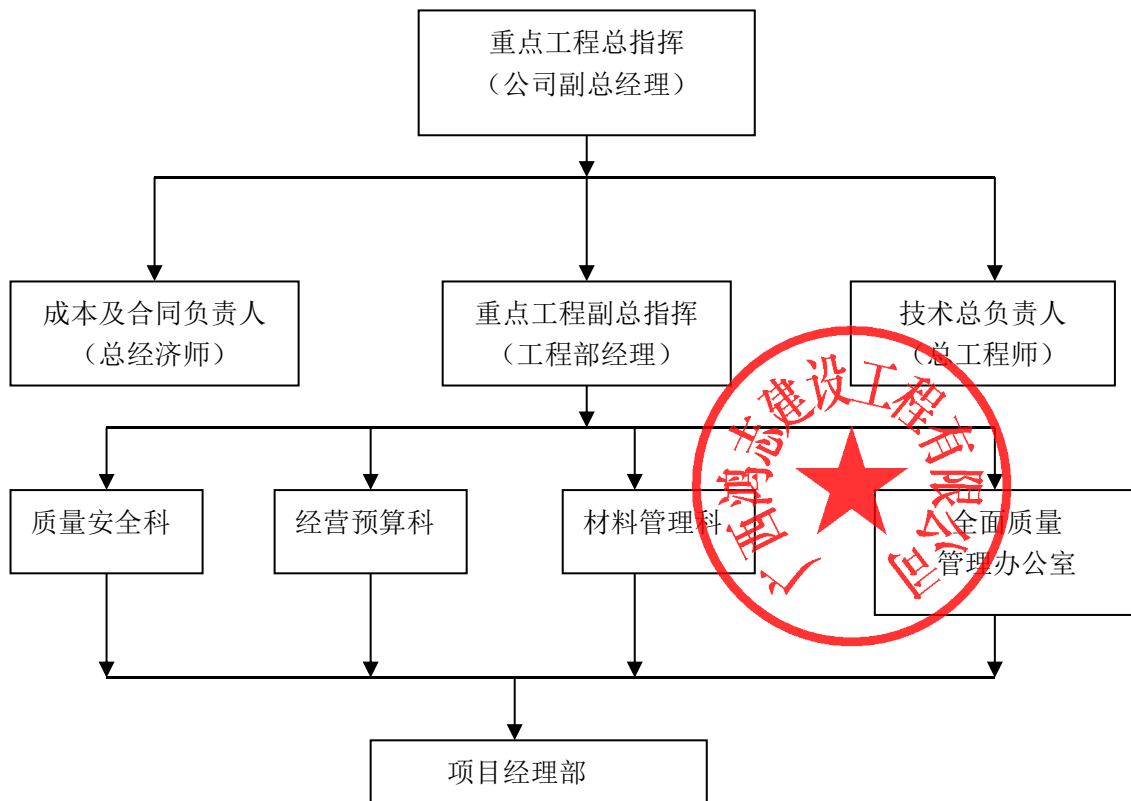 重点工程总指挥
（公司副总经理）
成本及合同负责人
（总经济师）
重点工程副总指挥
（工程部经理）
技术总负责人
（总工程师）
质量安全科
经营预算科
材料管理科
全面质量
管理办公室
广西鸿志建设工程有限公司
项目经理部